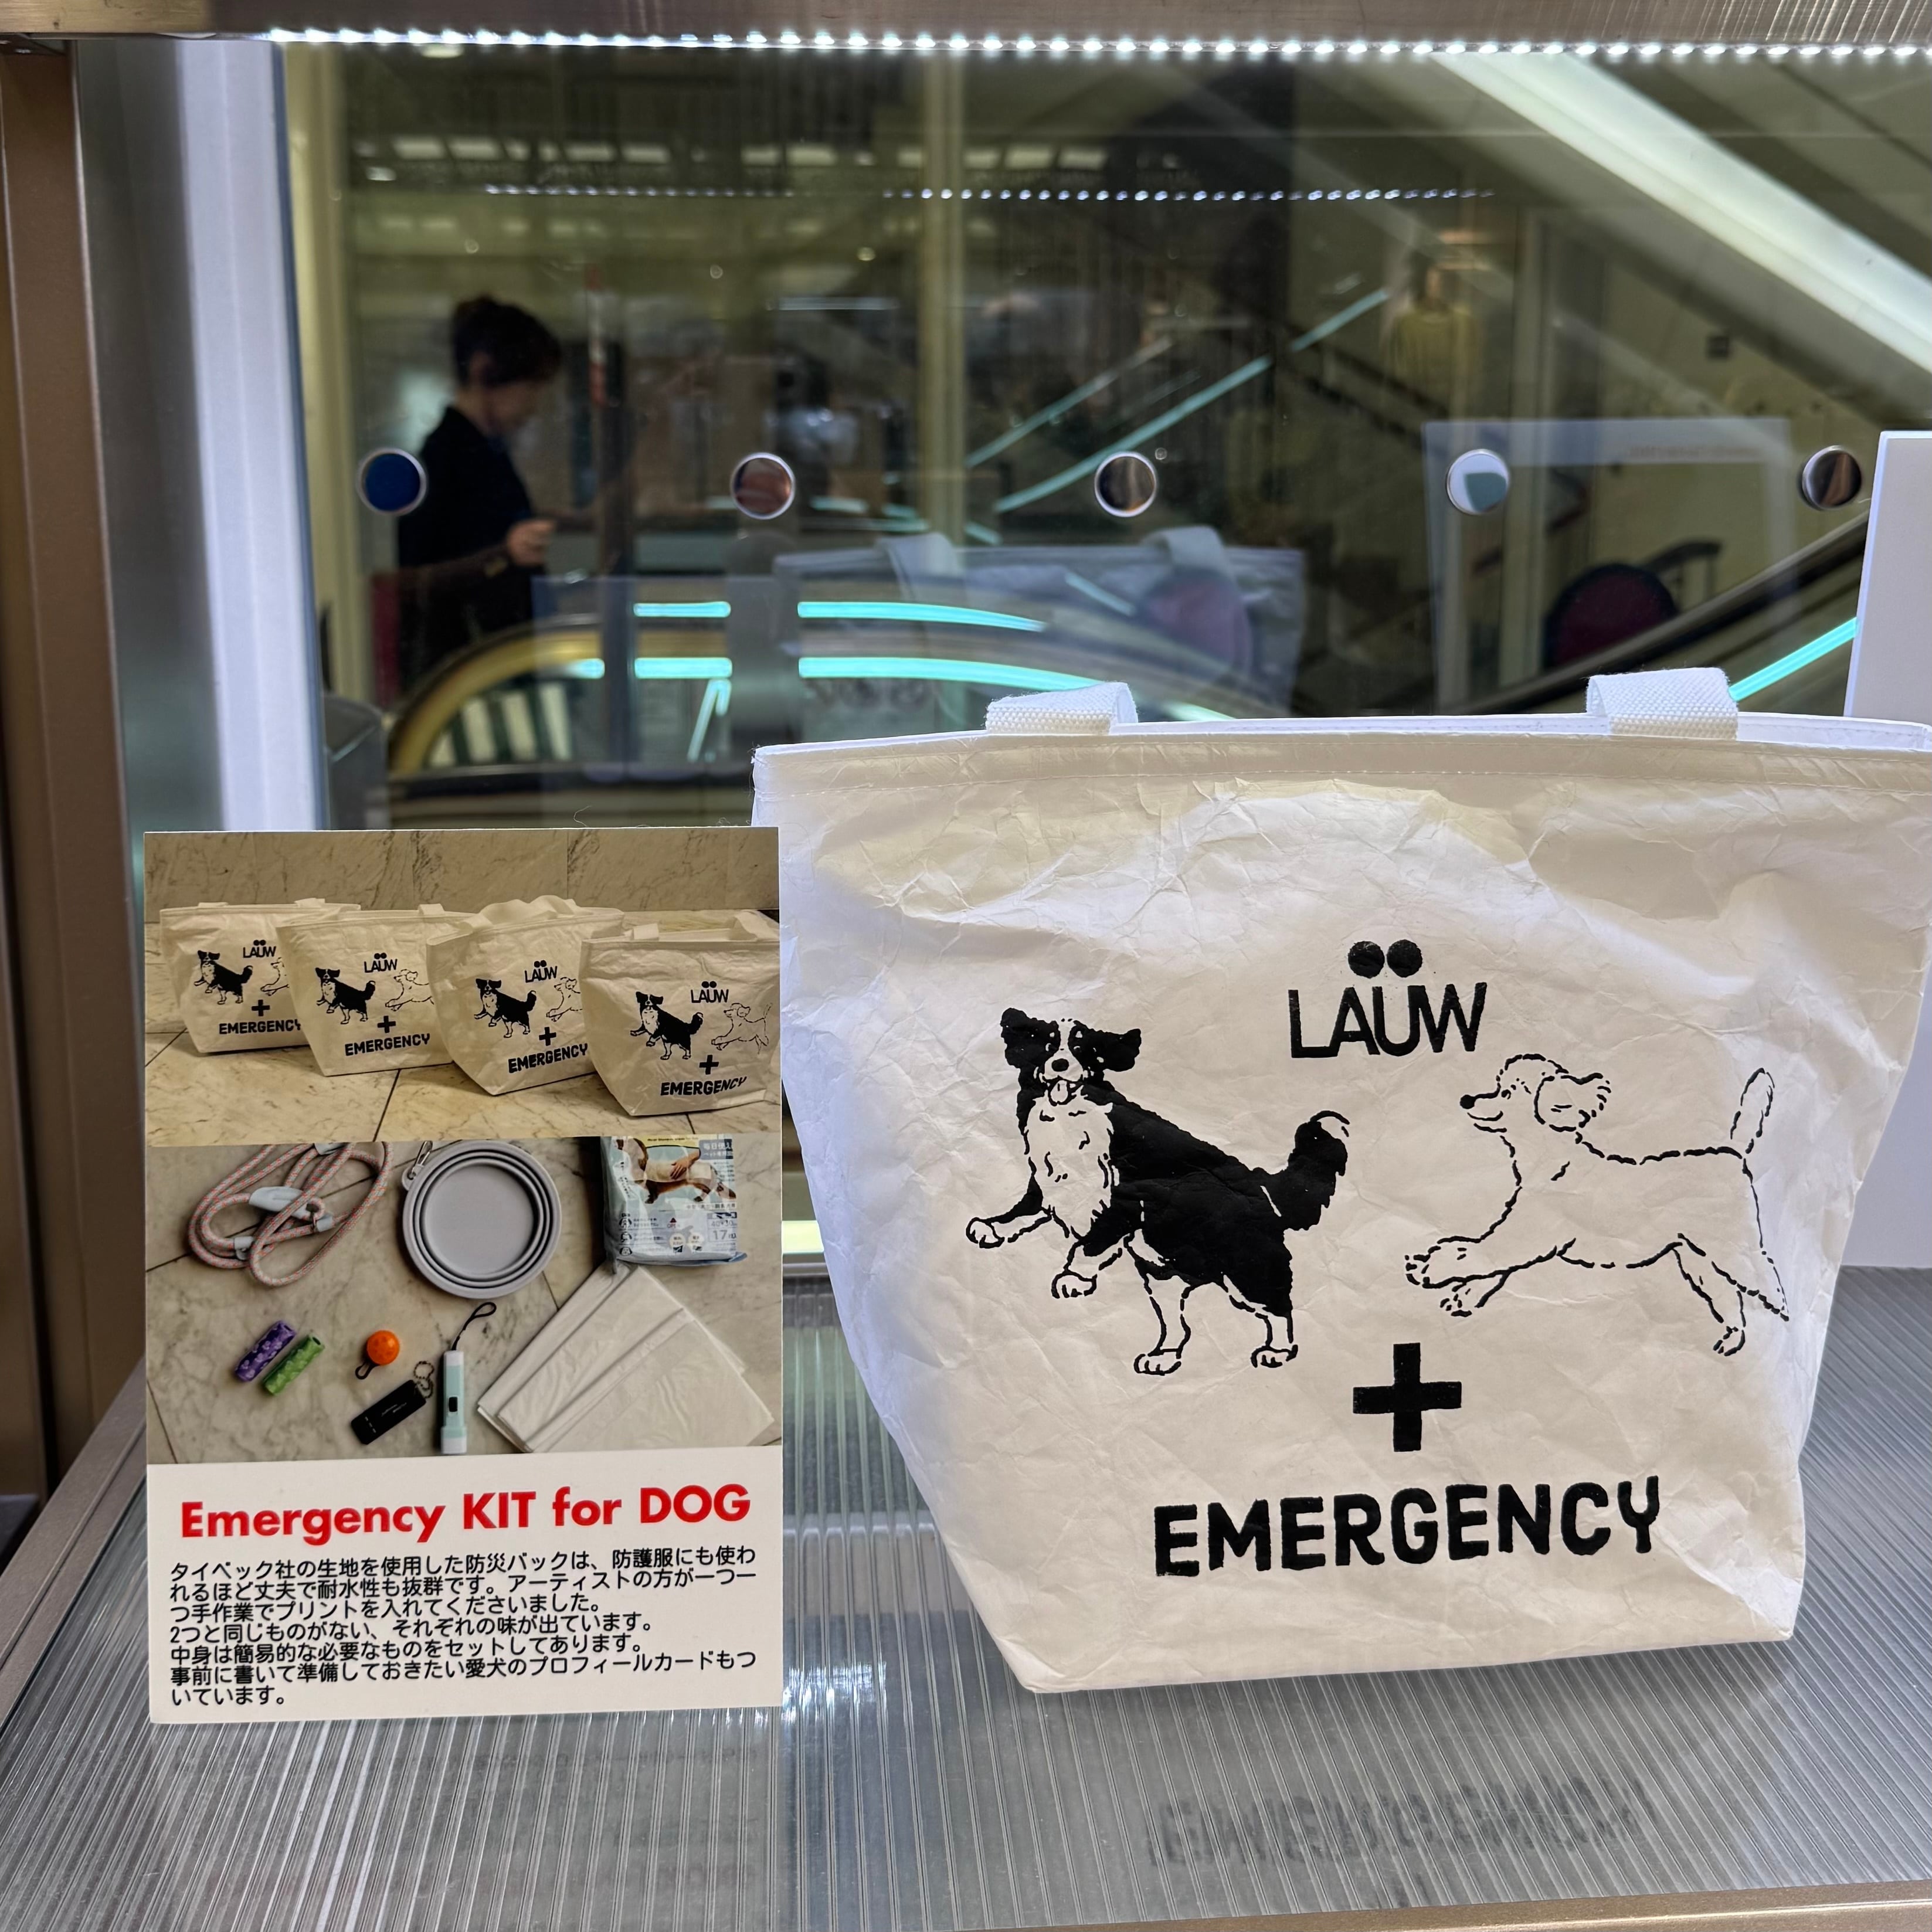 LÄÜW
EMERGENCY
LÄÜW
EMERGENCY
LÄÜW
EMERGENCY
LÄÜW
EMERGENCY
17
Emergency KIT for DOG
タイベック社の生地を使用した防災バックは、防護服にも使わ
れるほど丈夫で耐水性も抜群です。アーティストの方が一つ一
つ手作業でプリントを入れてくださいました。
2つと同じものがない、それぞれの味が出ています。
中身は簡易的な必要なものをセットしてあります。
事前に書いて準備しておきたい愛犬のプロフィールカードもつ
いています。
LÄÜW
EMERGENCY